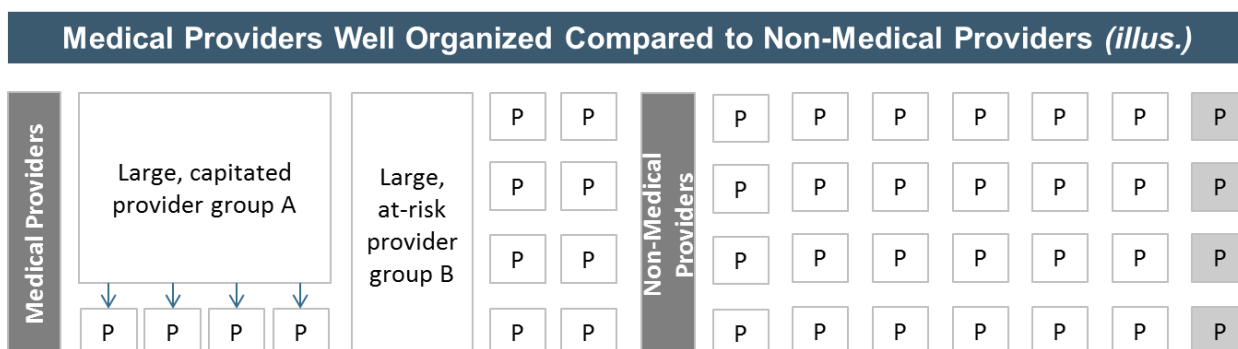 Medical Providers Well Organized Compared to Non-Medical Providers (illus.)
Medical Providers
Large, capitated
provider group A
P P P P
Large,
at-risk
provider
group B
P P
P P
P P
P P
Non-Medical
Providers
P P P P P P P
P P P P P P P
P P P P P P P
P P P P P P P